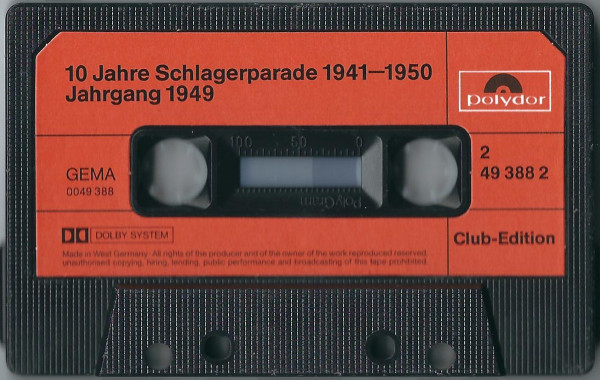 10 Jahre Schlagerparade 1941—1950
Jahrgang 1949
polydor
GEMA
0049 388
100 50 0
2
49 388 2
PolyGram
DOLBY SYSTEM
Club-Edition
Made in West Germany. All rights of the producer and of the owner of the work reproduced reserved.
unauthorised copying, hiring, lending, public performance and broadcasting of this tape prohibited.